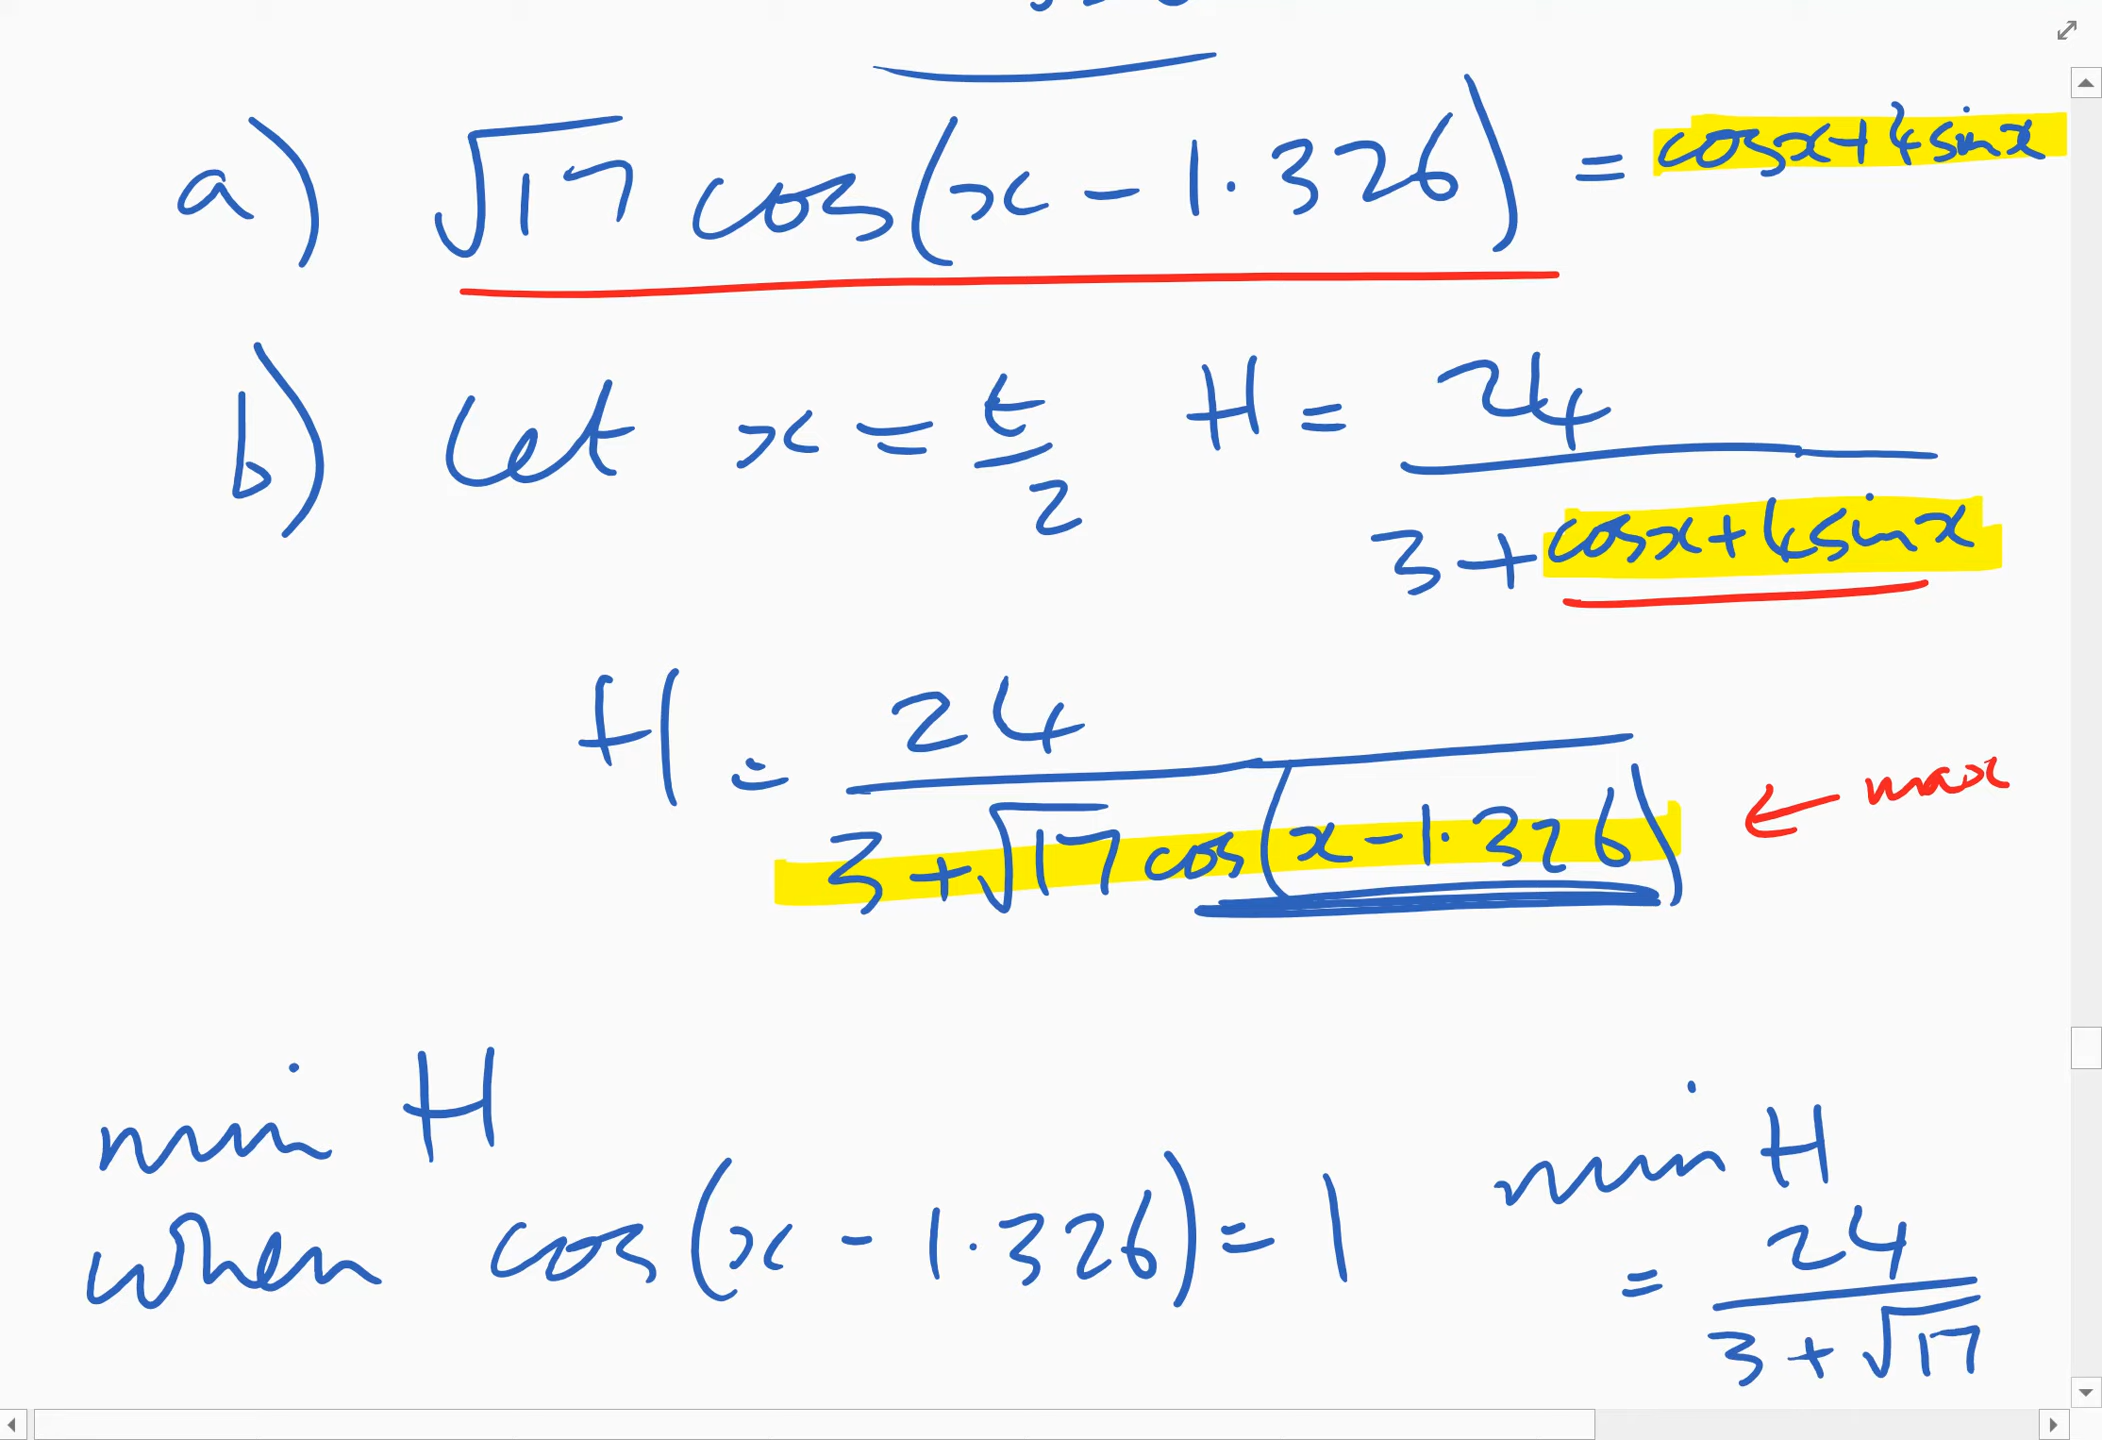 a) √17 cos(x - 1.326) = cosx+4sinx
b) Let x = t/2 H = 24/(3 + cosx+4sinx)
H = 24/(3 + √17 cos(x - 1.326)) ← max
min H
when cos(x - 1.326) = 1
min H
= 24/(3 + √17)